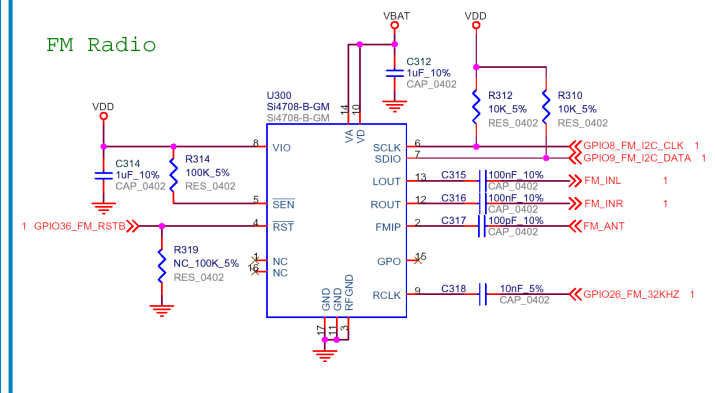 FM Radio
VBAT
VDD
C312
1uF_10%
CAP_0402
R312
10K_5%
RES_0402
R310
10K_5%
RES_0402
U300
Si4708-B-GM
Si4708-B-GM
VDD
C314
1uF_10%
CAP_0402
R314
100K_5%
RES_0402
14
10
VA
VD
8
VIO
5
SEN
4
RST
1 GPIO36_FM_RSTB
R319
NC_100K_5%
RES_0402
1
NC
16
NC
SCLK
6
GPIO8_FM_I2C_CLK 1
SDIO
7
GPIO9_FM_I2C_DATA 1
LOUT
13
C315
100nF_10%
CAP_0402
FM_INL 1
ROUT
12
C316
100nF_10%
CAP_0402
FM_INR 1
FMIP
2
C317
100pF_10%
CAP_0402
FM_ANT
GPO
15
RCLK
9
C318
10nF_5%
CAP_0402
GPIO26_FM_32KHZ 1
GND
GND
RFGND
17
11
3